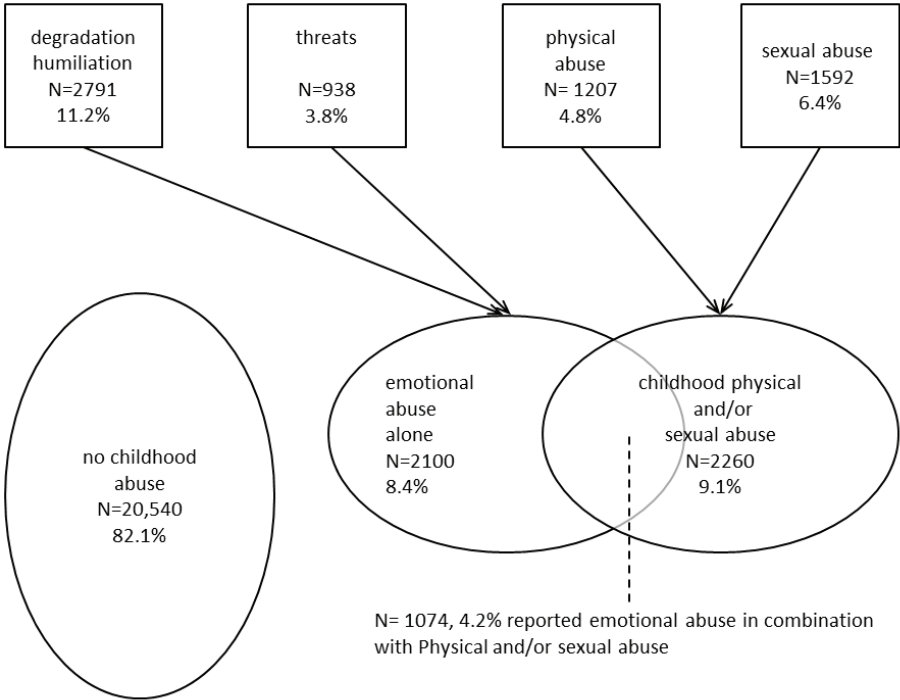 degradation
humiliation
N=2791
11.2%
threats
N=938
3.8%
physical
abuse
N= 1207
4.8%
sexual abuse
N=1592
6.4%
no childhood
abuse
N=20,540
82.1%
emotional
abuse
alone
N=2100
8.4%
childhood physical
and/or
sexual abuse
N=2260
9.1%
N= 1074, 4.2% reported emotional abuse in combination
with Physical and/or sexual abuse